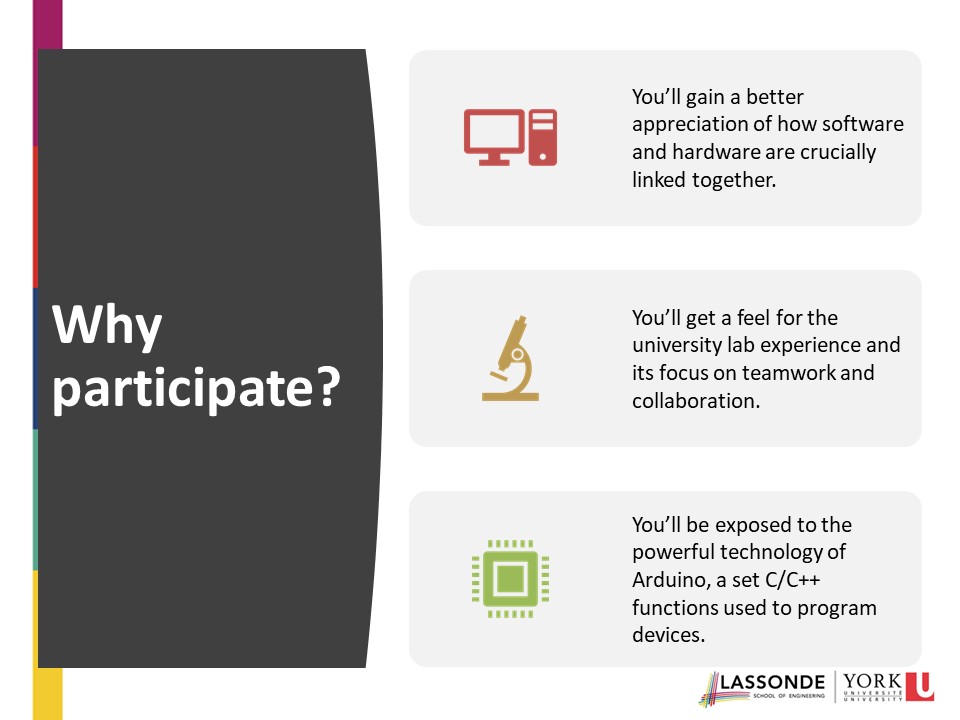 Why
participate?
You’ll gain a better
appreciation of how software
and hardware are crucially
linked together.
You’ll get a feel for the
university lab experience and
its focus on teamwork and
collaboration.
You’ll be exposed to the
powerful technology of
Arduino, a set C/C++
functions used to program
devices.
LASSONDE
SCHOOL OF ENGINEERING
YORK U
UNIVERSITÉ
UNIVERSITY